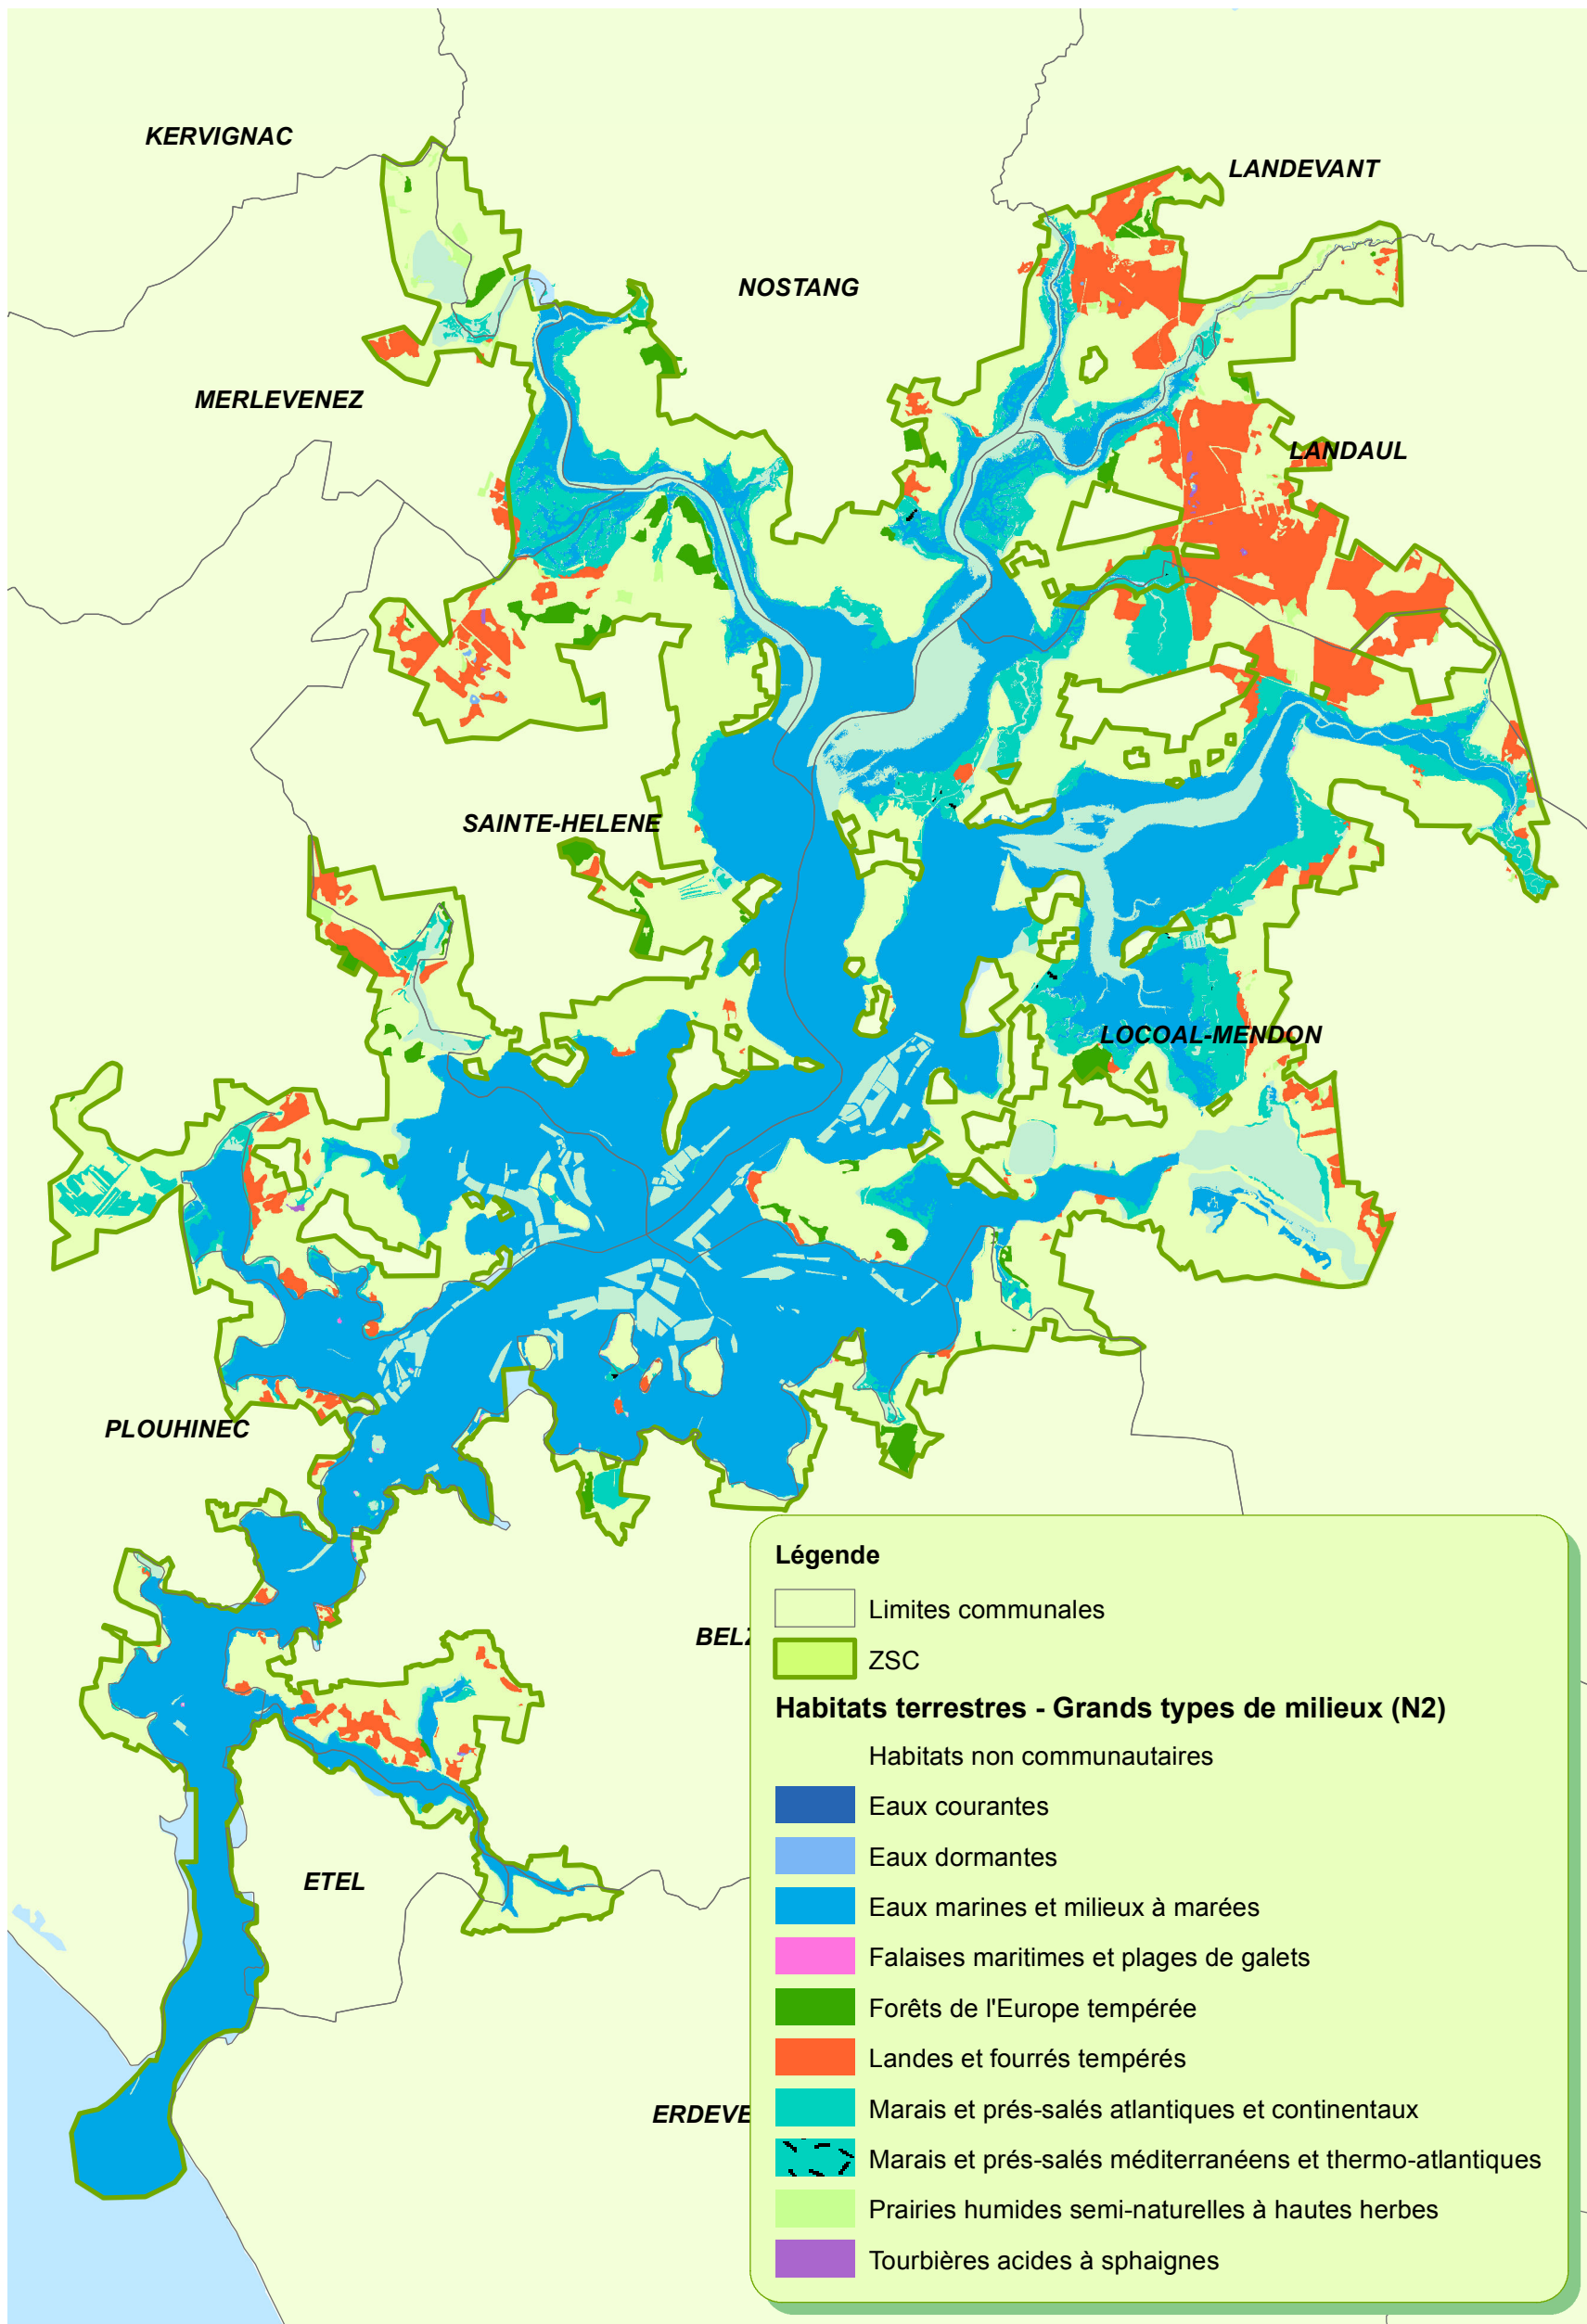 KERVIGNAC
LANDEVANT
NOSTANG
MERLEVENEZ
LANDAUL
SAINTE-HELENE
LOCOAL-MENDON
PLOUHINEC
BELZ
ETEL
ERDEVE
Légende
Limites communales
ZSC
Habitats terrestres - Grands types de milieux (N2)
Habitats non communautaires
Eaux courantes
Eaux dormantes
Eaux marines et milieux à marées
Falaises maritimes et plages de galets
Forêts de l'Europe tempérée
Landes et fourrés tempérés
Marais et prés-salés atlantiques et continentaux
Marais et prés-salés méditerranéens et thermo-atlantiques
Prairies humides semi-naturelles à hautes herbes
Tourbières acides à sphaignes